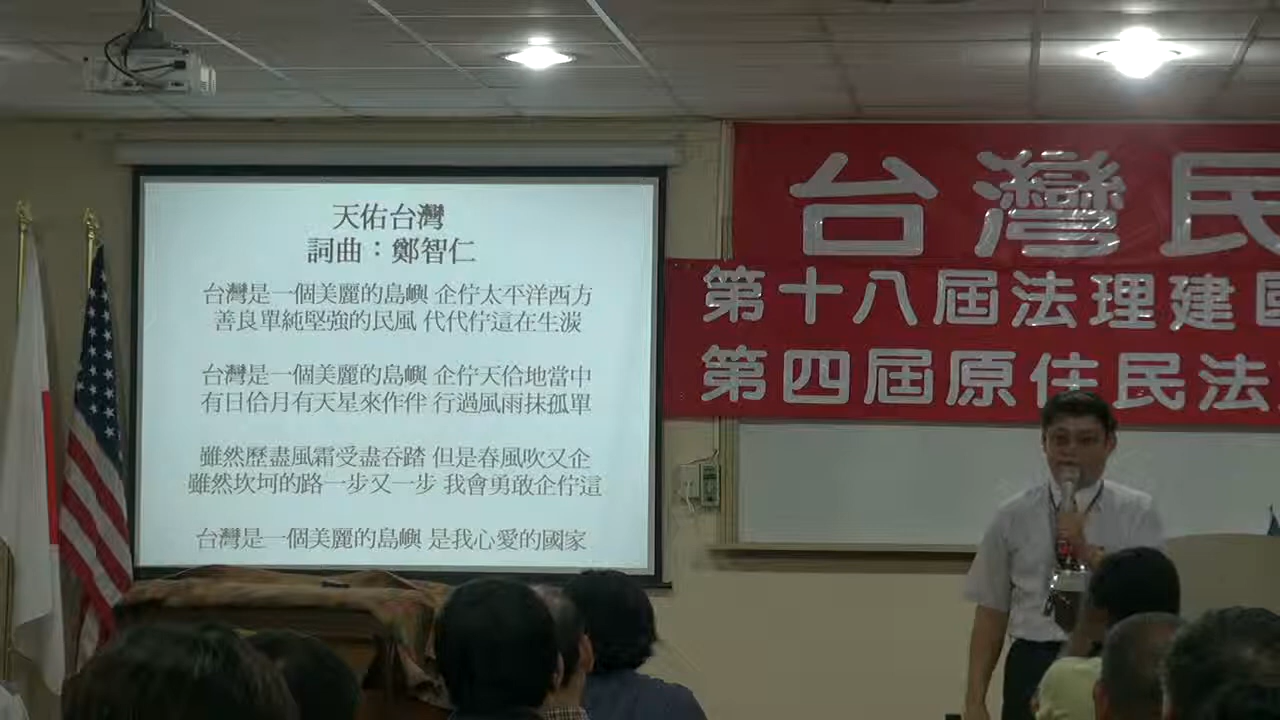 天佑台灣
詞曲：鄭智仁
台灣是一個美麗的島嶼 企佇太平洋西方
善良單純堅強的民風 代代佇這在生湠
台灣是一個美麗的島嶼 企佇天佮地當中
有日佮月有天星來作伴 行過風雨抹孤單
雖然歷盡風霜受盡吞踏 但是春風吹又企
雖然坎坷的路一步又一步 我會勇敢企佇這
台灣是一個美麗的島嶼 是我心愛的國家
台灣民
第十八屆法理建國
第四屆原住民法